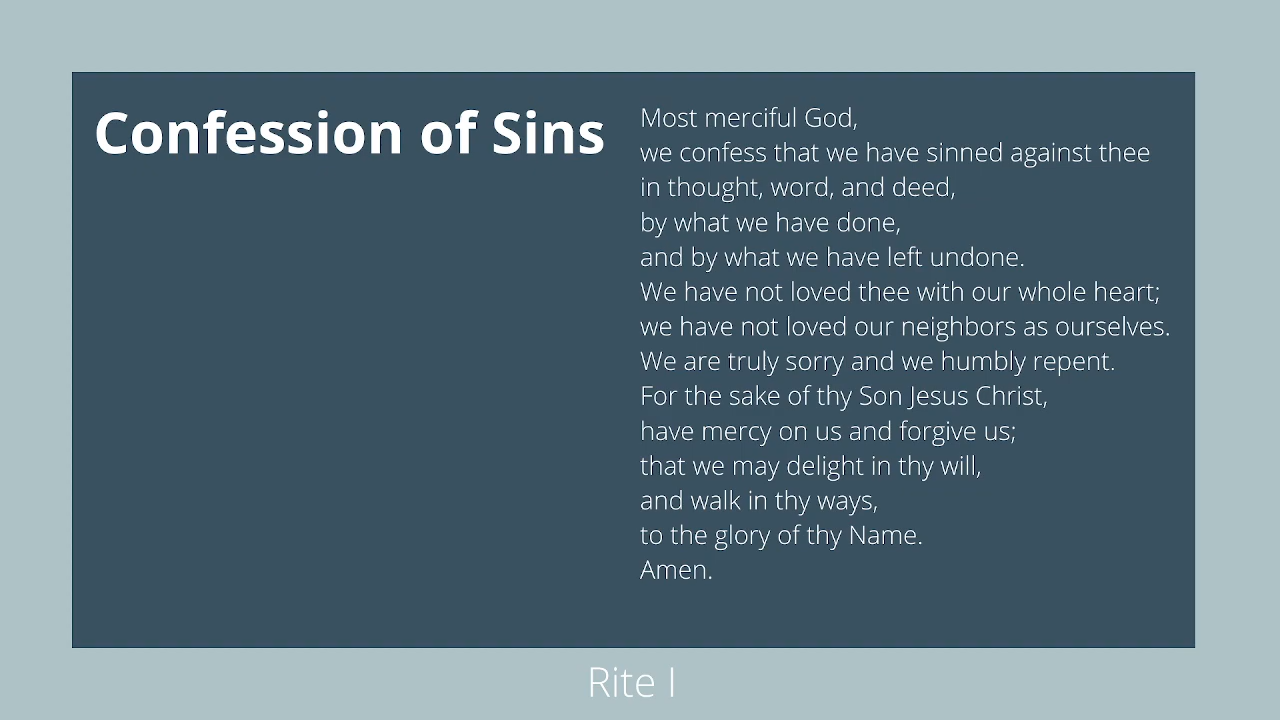 Confession of Sins
Most merciful God,
we confess that we have sinned against thee
in thought, word, and deed,
by what we have done,
and by what we have left undone.
We have not loved thee with our whole heart;
we have not loved our neighbors as ourselves.
We are truly sorry and we humbly repent.
For the sake of thy Son Jesus Christ,
have mercy on us and forgive us;
that we may delight in thy will,
and walk in thy ways,
to the glory of thy Name.
Amen.
Rite I